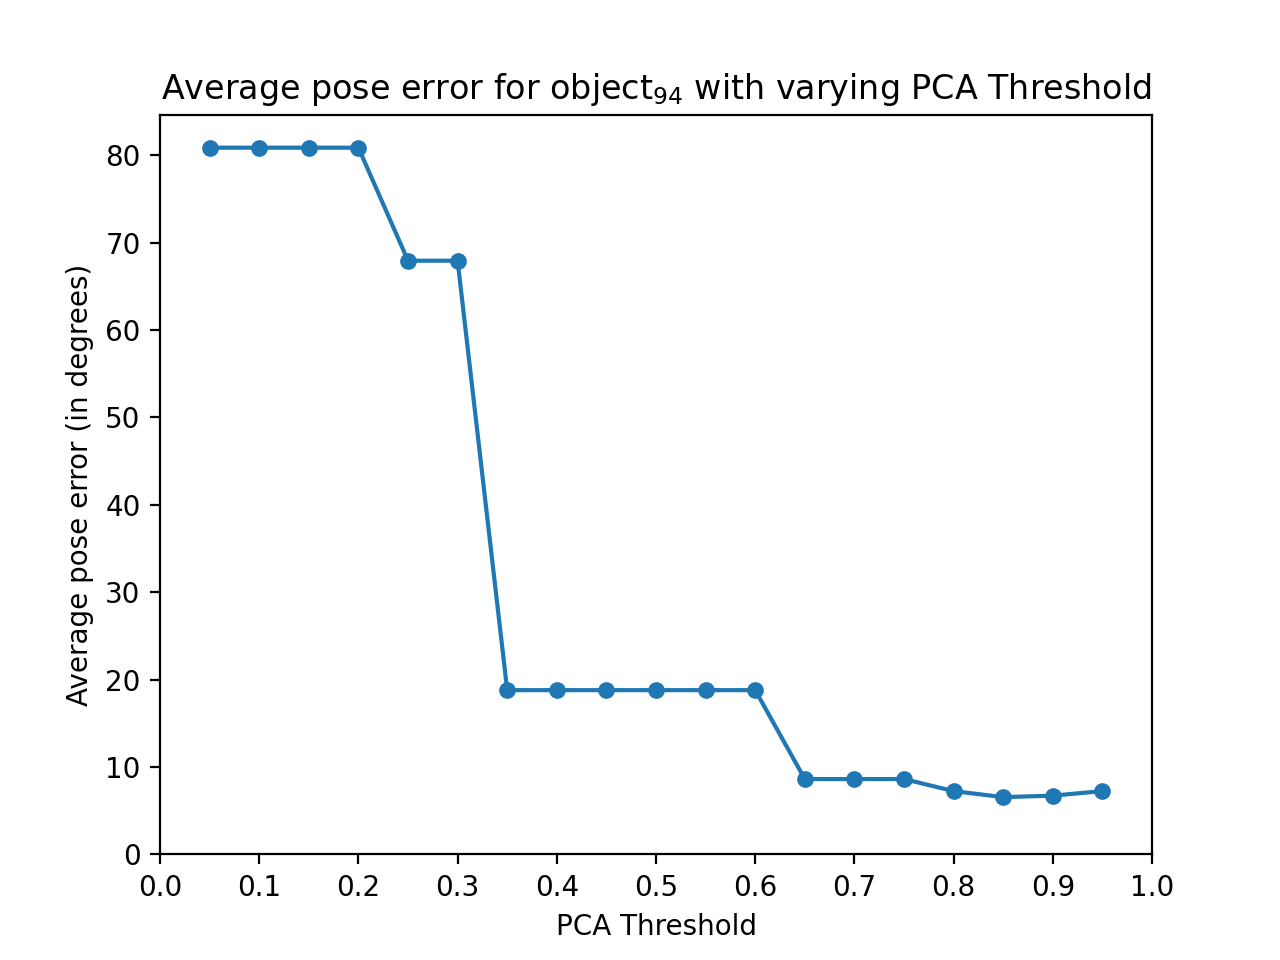 Average pose error for object₉₄ with varying PCA Threshold
Average pose error (in degrees)
80
70
60
50
40
30
20
10
0
0.0 0.1 0.2 0.3 0.4 0.5 0.6 0.7 0.8 0.9 1.0
PCA Threshold